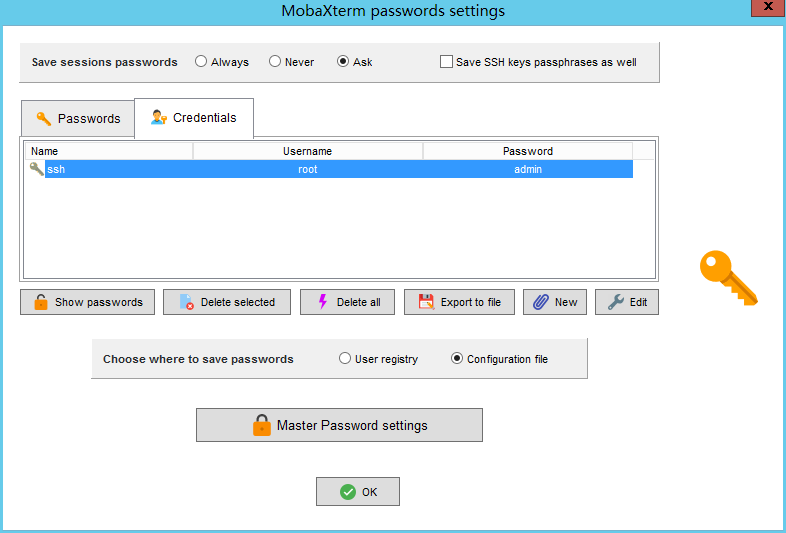 MobaXterm passwords settings
X
Save sessions passwords Always Never Ask Save SSH keys passphrases as well
Passwords Credentials
Name Username Password
ssh root admin
Show passwords Delete selected Delete all Export to file New Edit
Choose where to save passwords User registry Configuration file
Master Password settings
OK